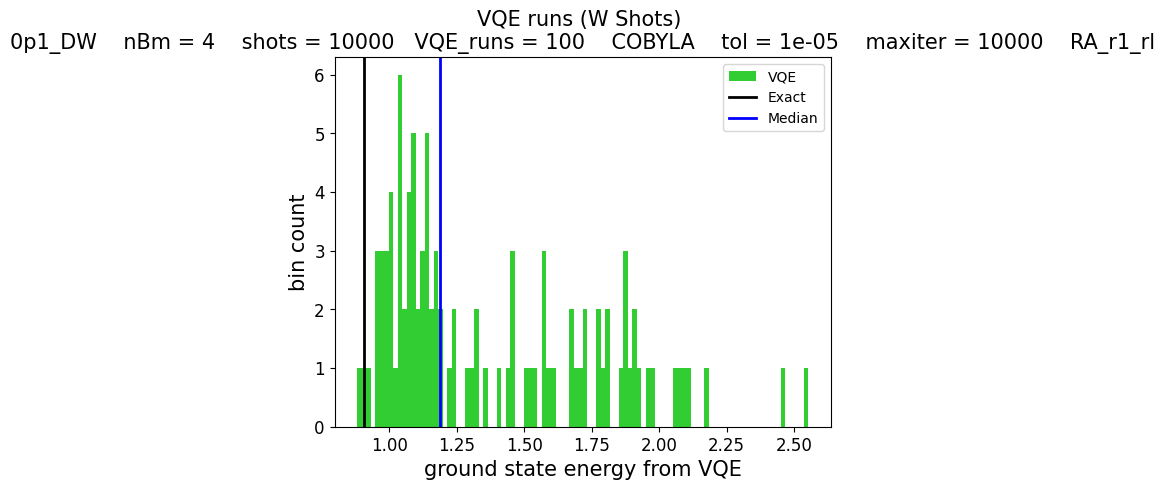 VQE runs (W Shots)
0p1_DW    nBm = 4    shots = 10000   VQE_runs = 100    COBYLA    tol = 1e-05    maxiter = 10000    RA_r1_rl
VQE
Exact
Median
6
5
4
3
2
1
0
bin count
1.00 1.25 1.50 1.75 2.00 2.25 2.50
ground state energy from VQE